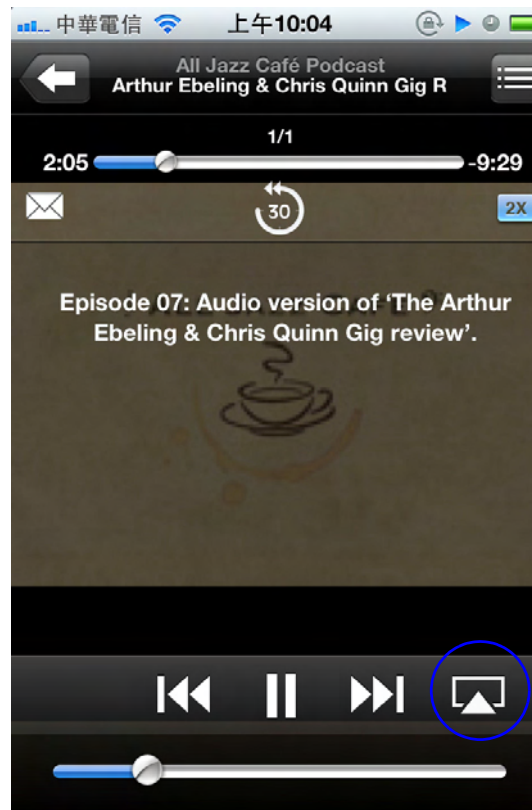 中華電信 上午10:04
All Jazz Café Podcast
Arthur Ebeling & Chris Quinn Gig R
1/1
2:05 -9:29
30 2X
Episode 07: Audio version of ‘The Arthur
Ebeling & Chris Quinn Gig review’.